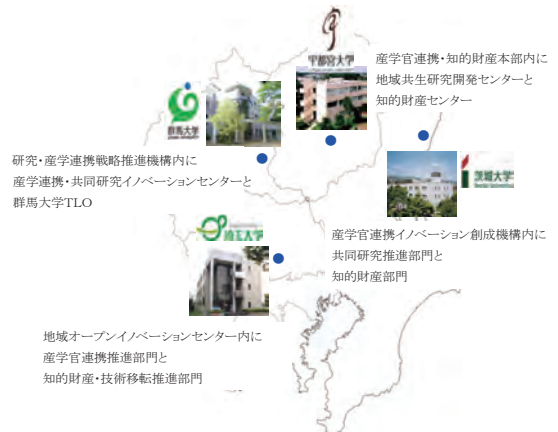 宇都宮大学
産学官連携・知的財産本部内に
地域共生研究開発センターと
知的財産センター
群馬大学
研究・産学連携戦略推進機構内に
産学連携・共同研究イノベーションセンターと
群馬大学TLO
茨城大学
産学官連携イノベーション創成機構内に
共同研究推進部門と
知的財産部門
埼玉大学
地域オープンイノベーションセンター内に
産学官連携推進部門と
知的財産・技術移転推進部門